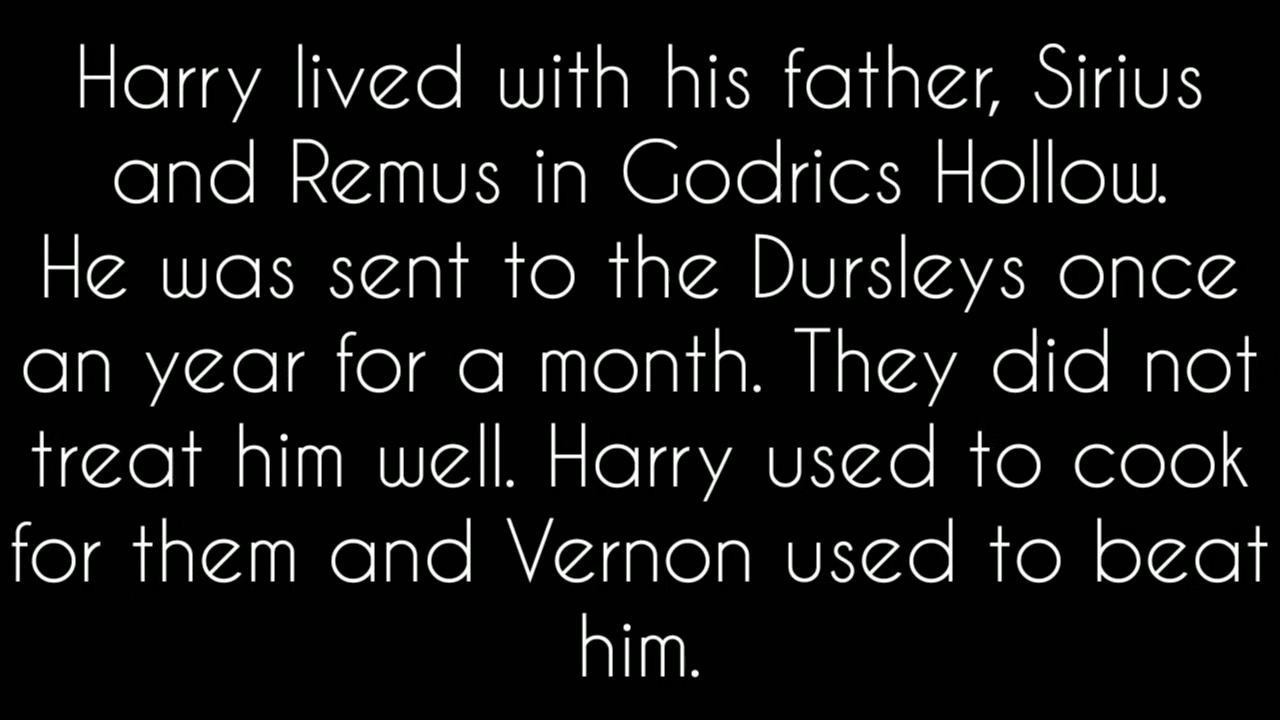 Harry lived with his father, Sirius
and Remus in Godrics Hollow.
He was sent to the Dursleys once
an year for a month. They did not
treat him well. Harry used to cook
for them and Vernon used to beat
him.